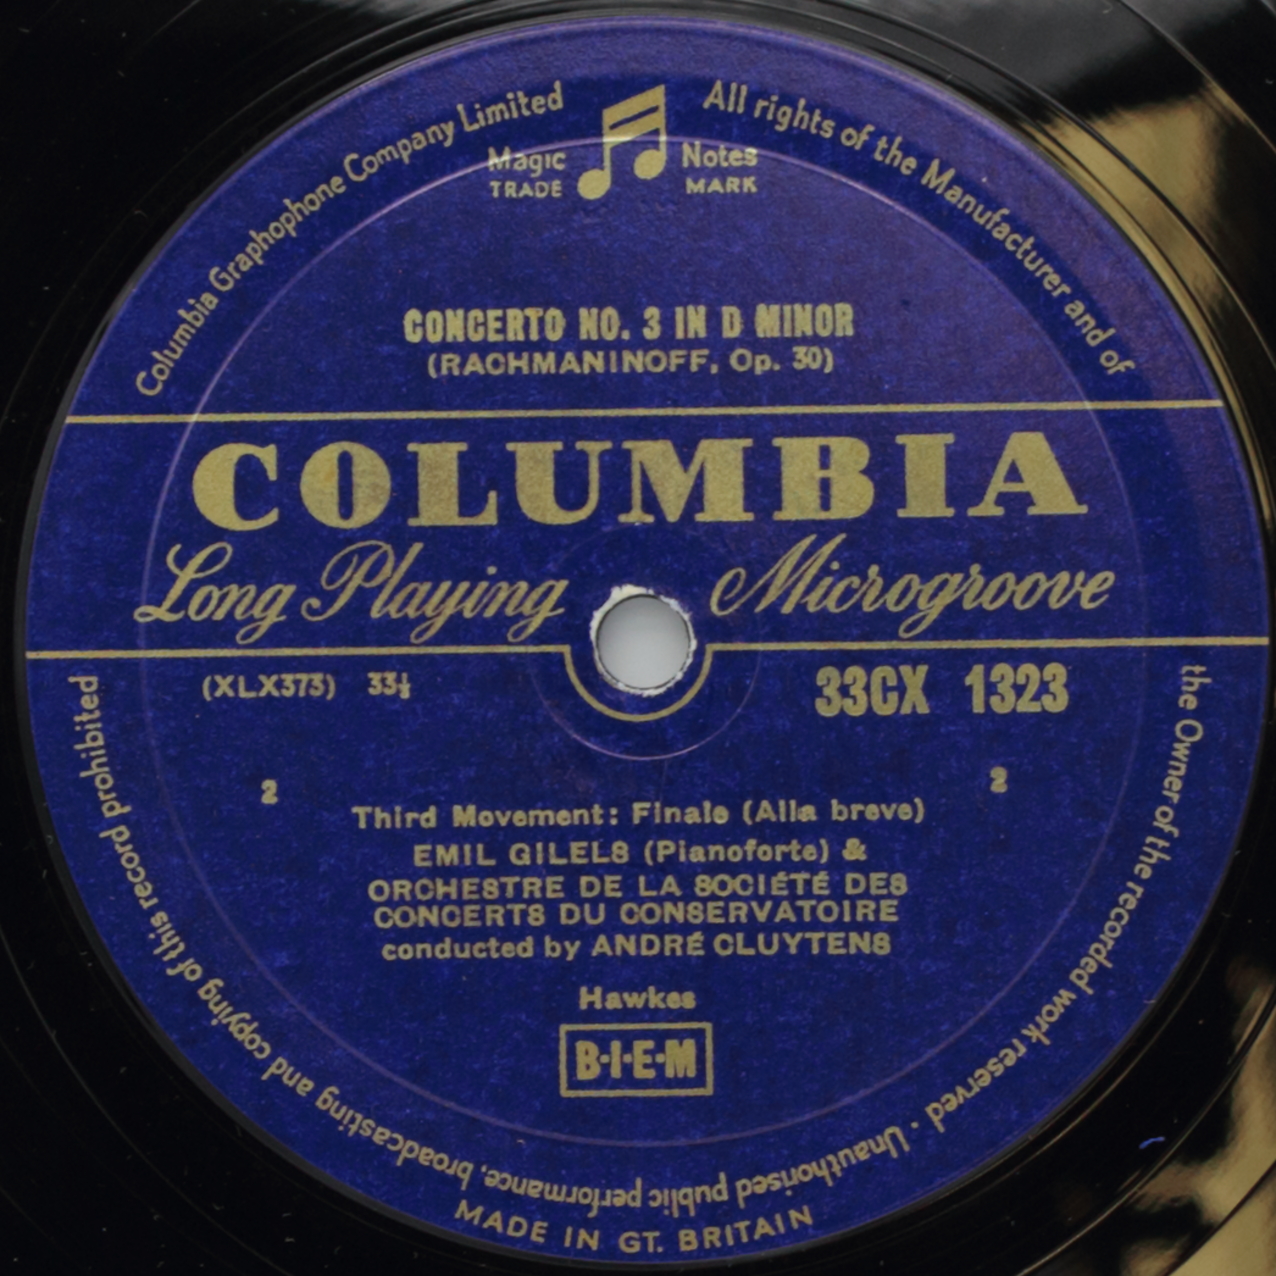 Columbia Graphophone Company Limited
All rights of the Manufacturer and of
the Owner of the recorded work reserved · Unauthorised public performance, broadcasting and copying of this record prohibited
Magic Notes
TRADE MARK
CONCERTO NO. 3 IN D MINOR
(RACHMANINOFF, Op. 30)
COLUMBIA
Long Playing Microgroove
(XLX373) 33⅓ 33CX 1323
2 2
Third Movement: Finale (Alla breve)
EMIL GILELS (Pianoforte) &
ORCHESTRE DE LA SOCIÉTÉ DES
CONCERTS DU CONSERVATOIRE
conducted by ANDRÉ CLUYTENS
Hawkes
B·I·E·M
MADE IN GT. BRITAIN